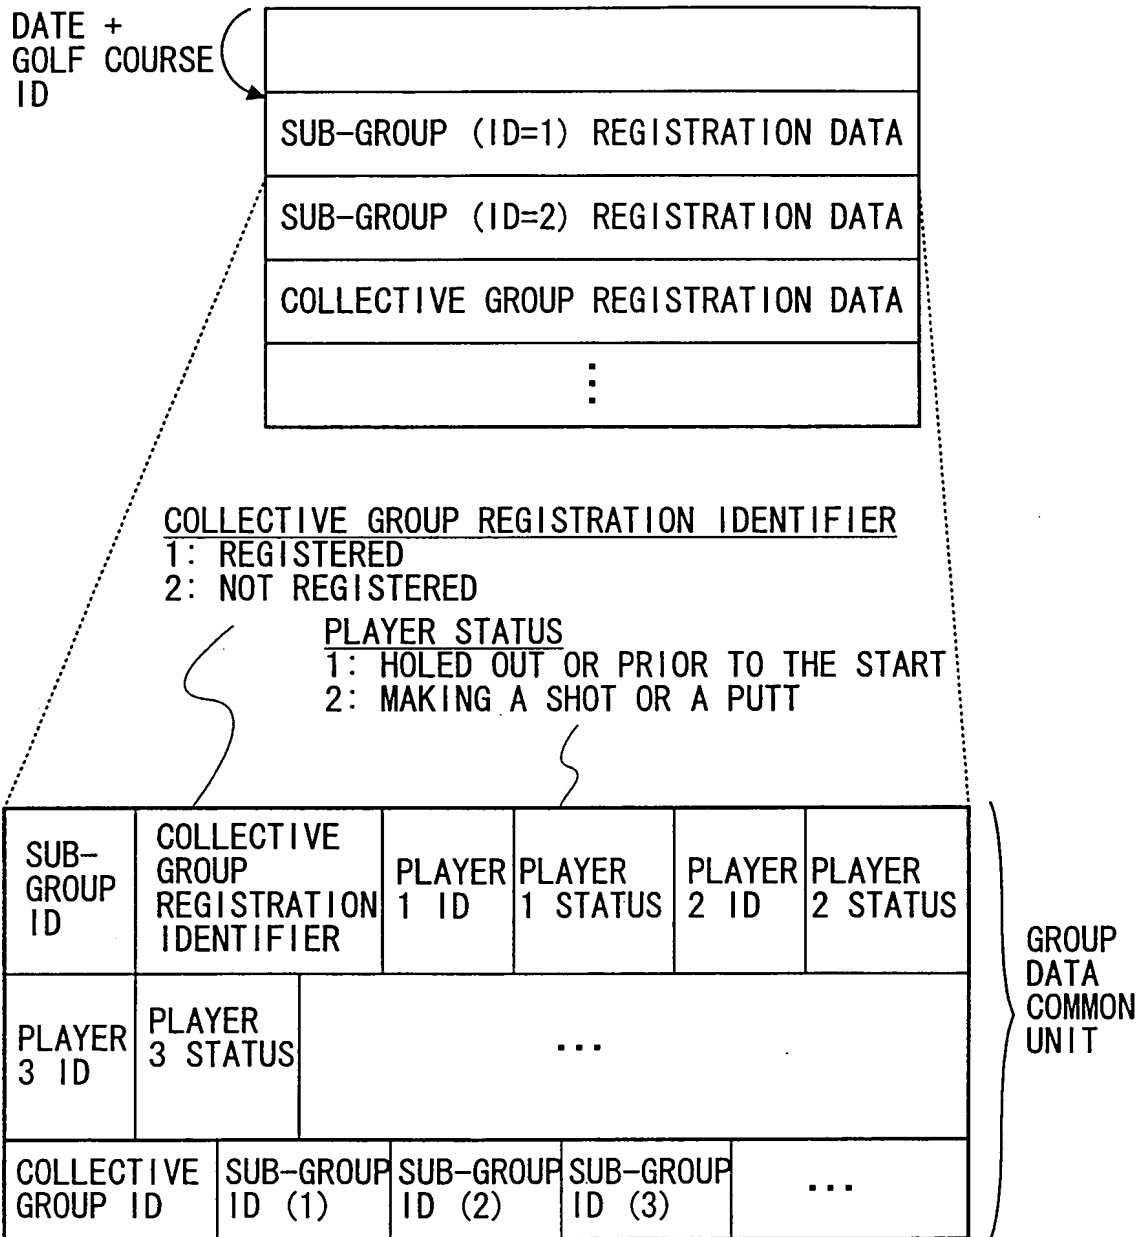 DATE +
GOLF COURSE
ID
SUB-GROUP (ID=1) REGISTRATION DATA
SUB-GROUP (ID=2) REGISTRATION DATA
COLLECTIVE GROUP REGISTRATION DATA
⋮
COLLECTIVE GROUP REGISTRATION IDENTIFIER
1: REGISTERED
2: NOT REGISTERED
PLAYER STATUS
1: HOLED OUT OR PRIOR TO THE START
2: MAKING A SHOT OR A PUTT
SUB-
GROUP
ID
COLLECTIVE
GROUP
REGISTRATION
IDENTIFIER
PLAYER
1 ID
PLAYER
1 STATUS
PLAYER
2 ID
PLAYER
2 STATUS
PLAYER
3 ID
PLAYER
3 STATUS
...
COLLECTIVE
GROUP ID
SUB-GROUP
ID (1)
SUB-GROUP
ID (2)
SUB-GROUP
ID (3)
...
GROUP
DATA
COMMON
UNIT